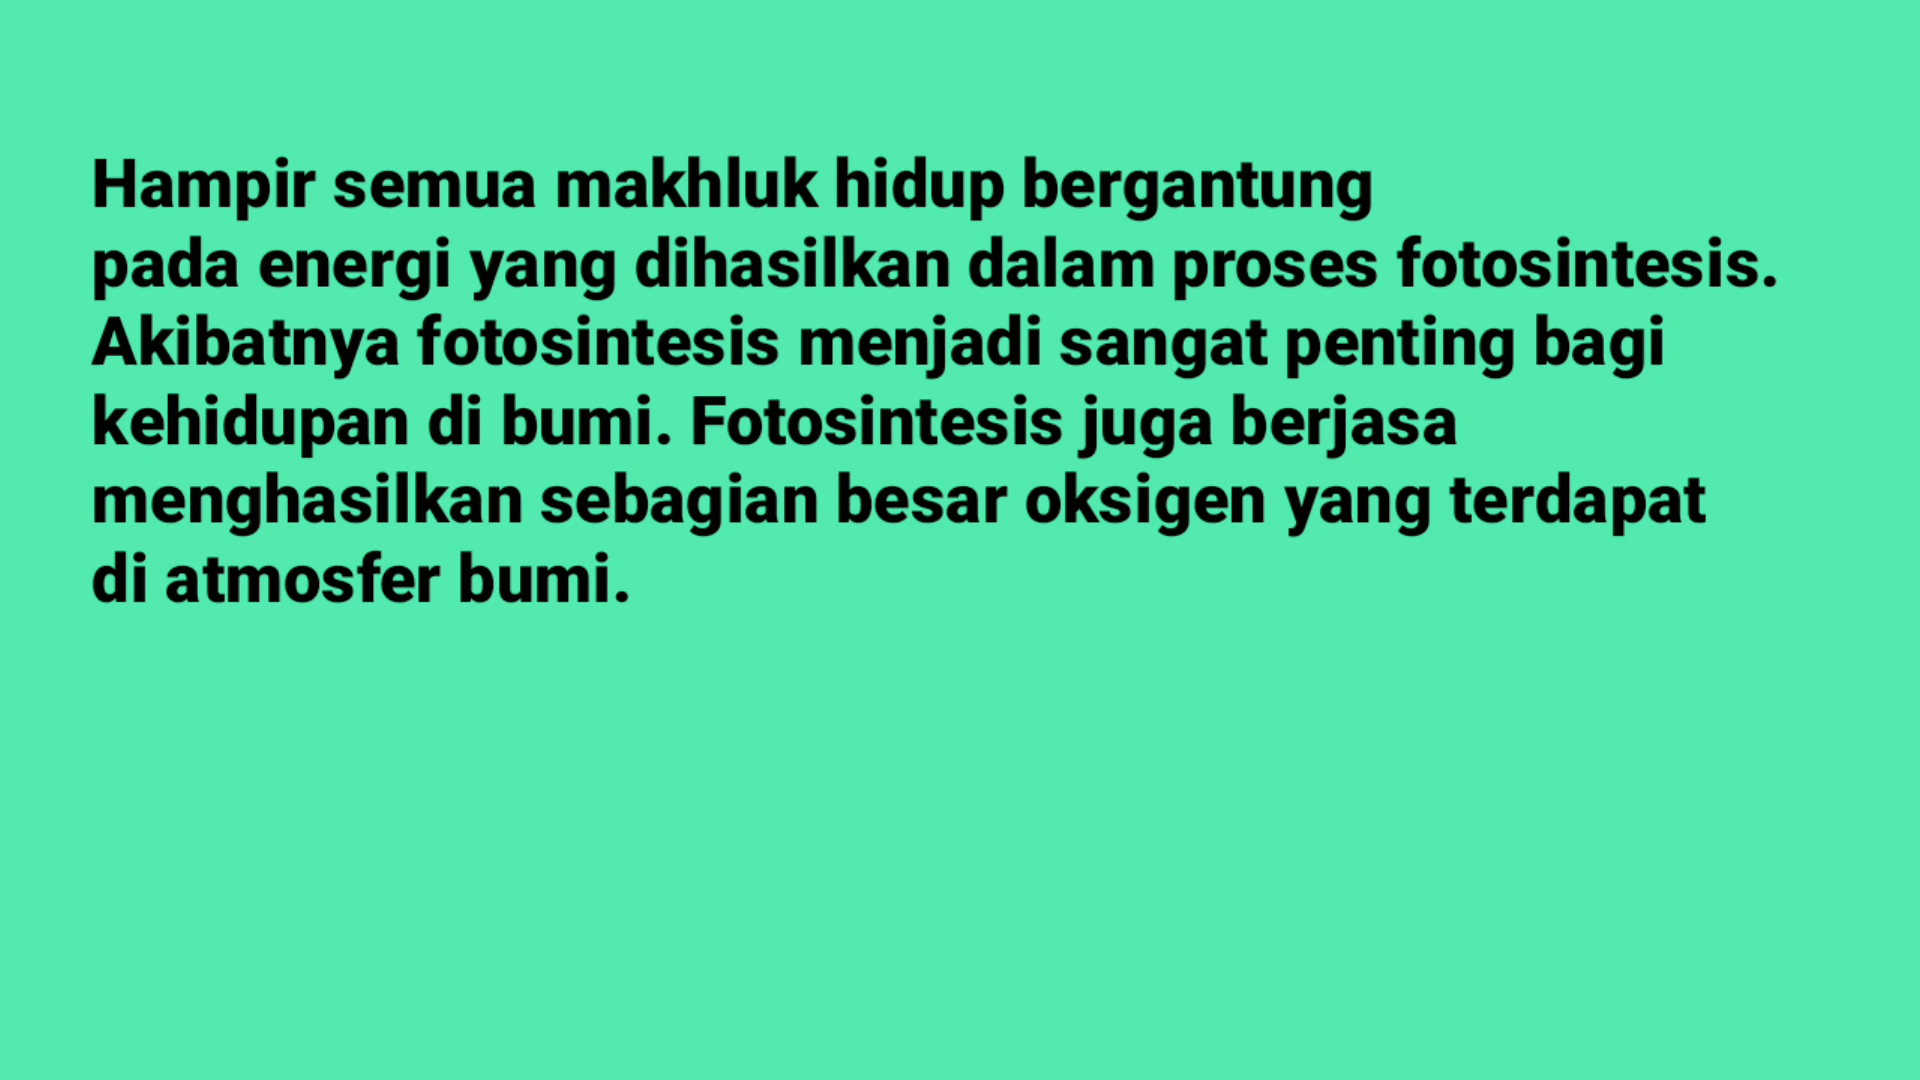 Hampir semua makhluk hidup bergantung
pada energi yang dihasilkan dalam proses fotosintesis.
Akibatnya fotosintesis menjadi sangat penting bagi
kehidupan di bumi. Fotosintesis juga berjasa
menghasilkan sebagian besar oksigen yang terdapat
di atmosfer bumi.